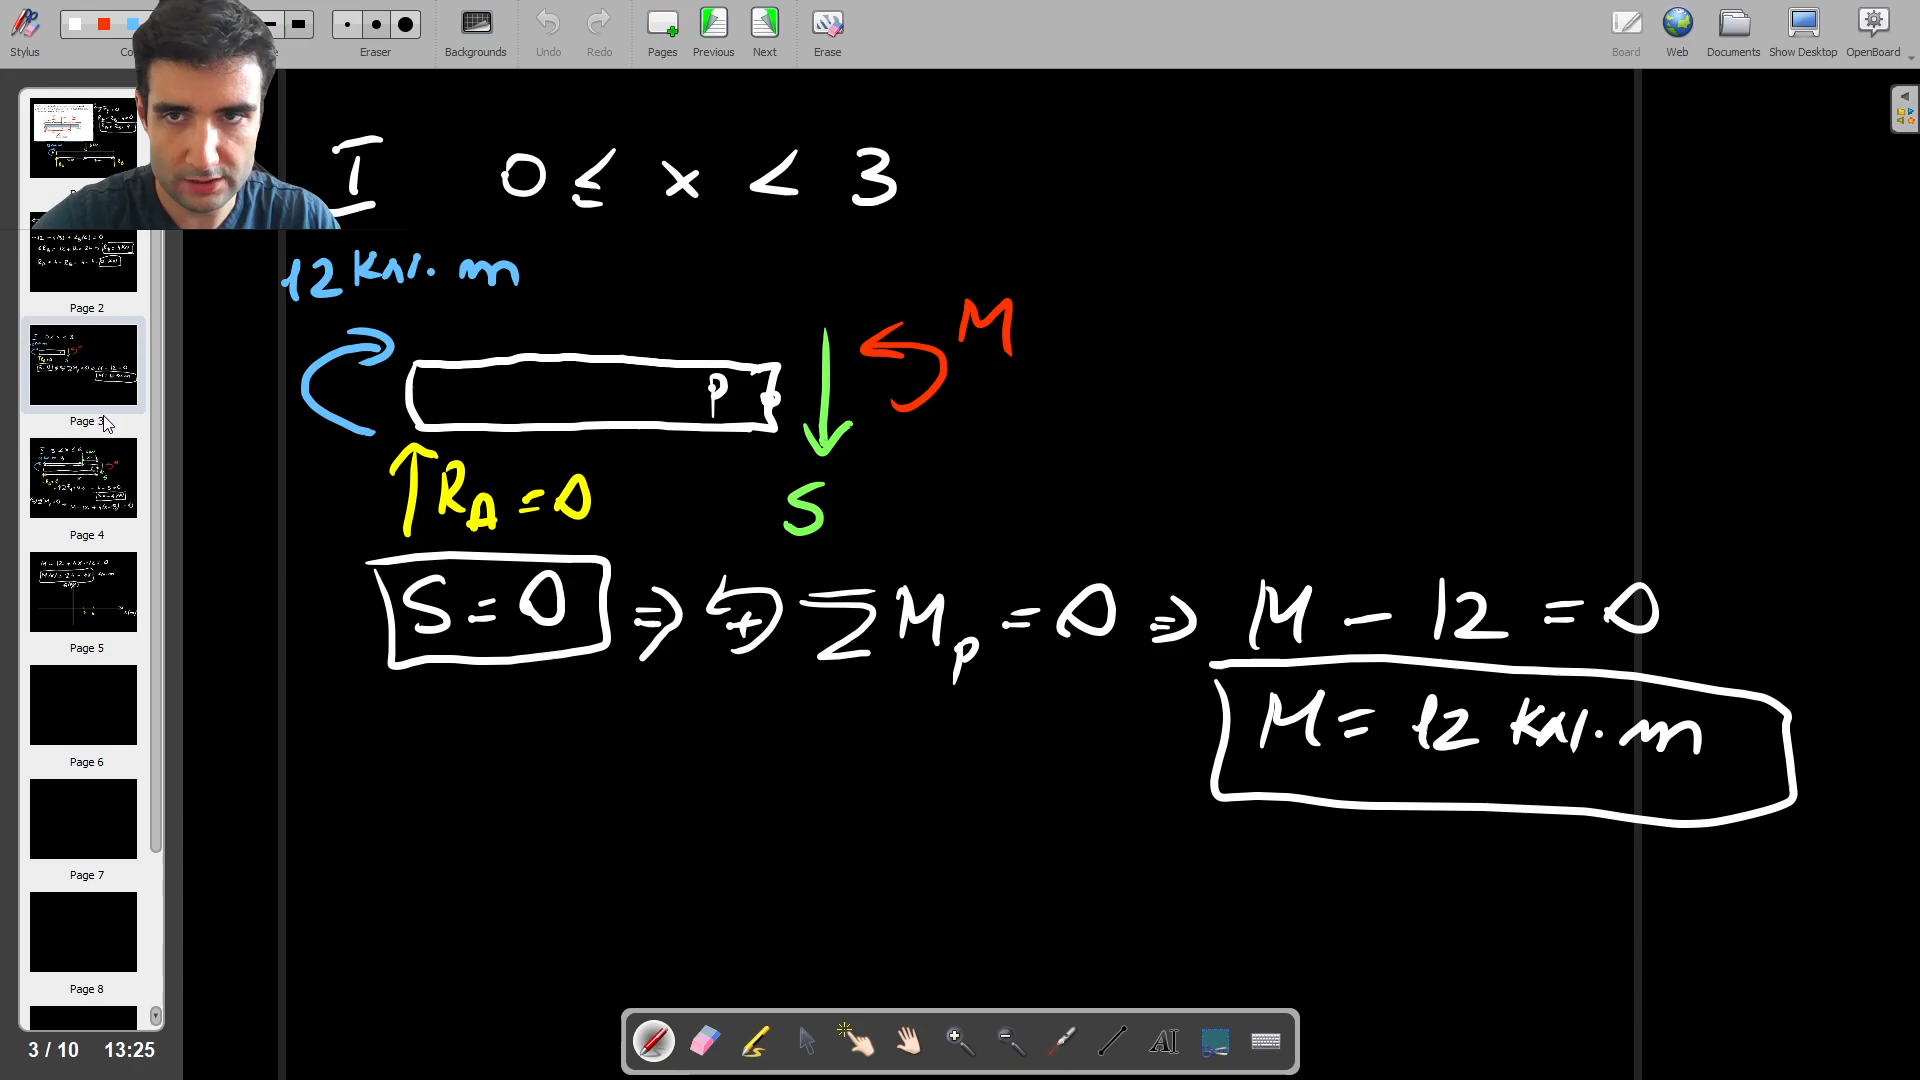 Stylus
Eraser
Backgrounds
Undo
Redo
Pages
Previous
Next
Erase
Board
Web
Documents
Show Desktop
OpenBoard
I 0 ≤ x < 3
12 KN. m
M
P
R_A = 0
S
S = 0 ⇒ ↺+ ΣM_p = 0 ⇒ M - 12 = 0
M = 12 KN. m
Page 2
Page 3
Page 4
Page 5
Page 6
Page 7
Page 8
3 / 10 13:25
AI